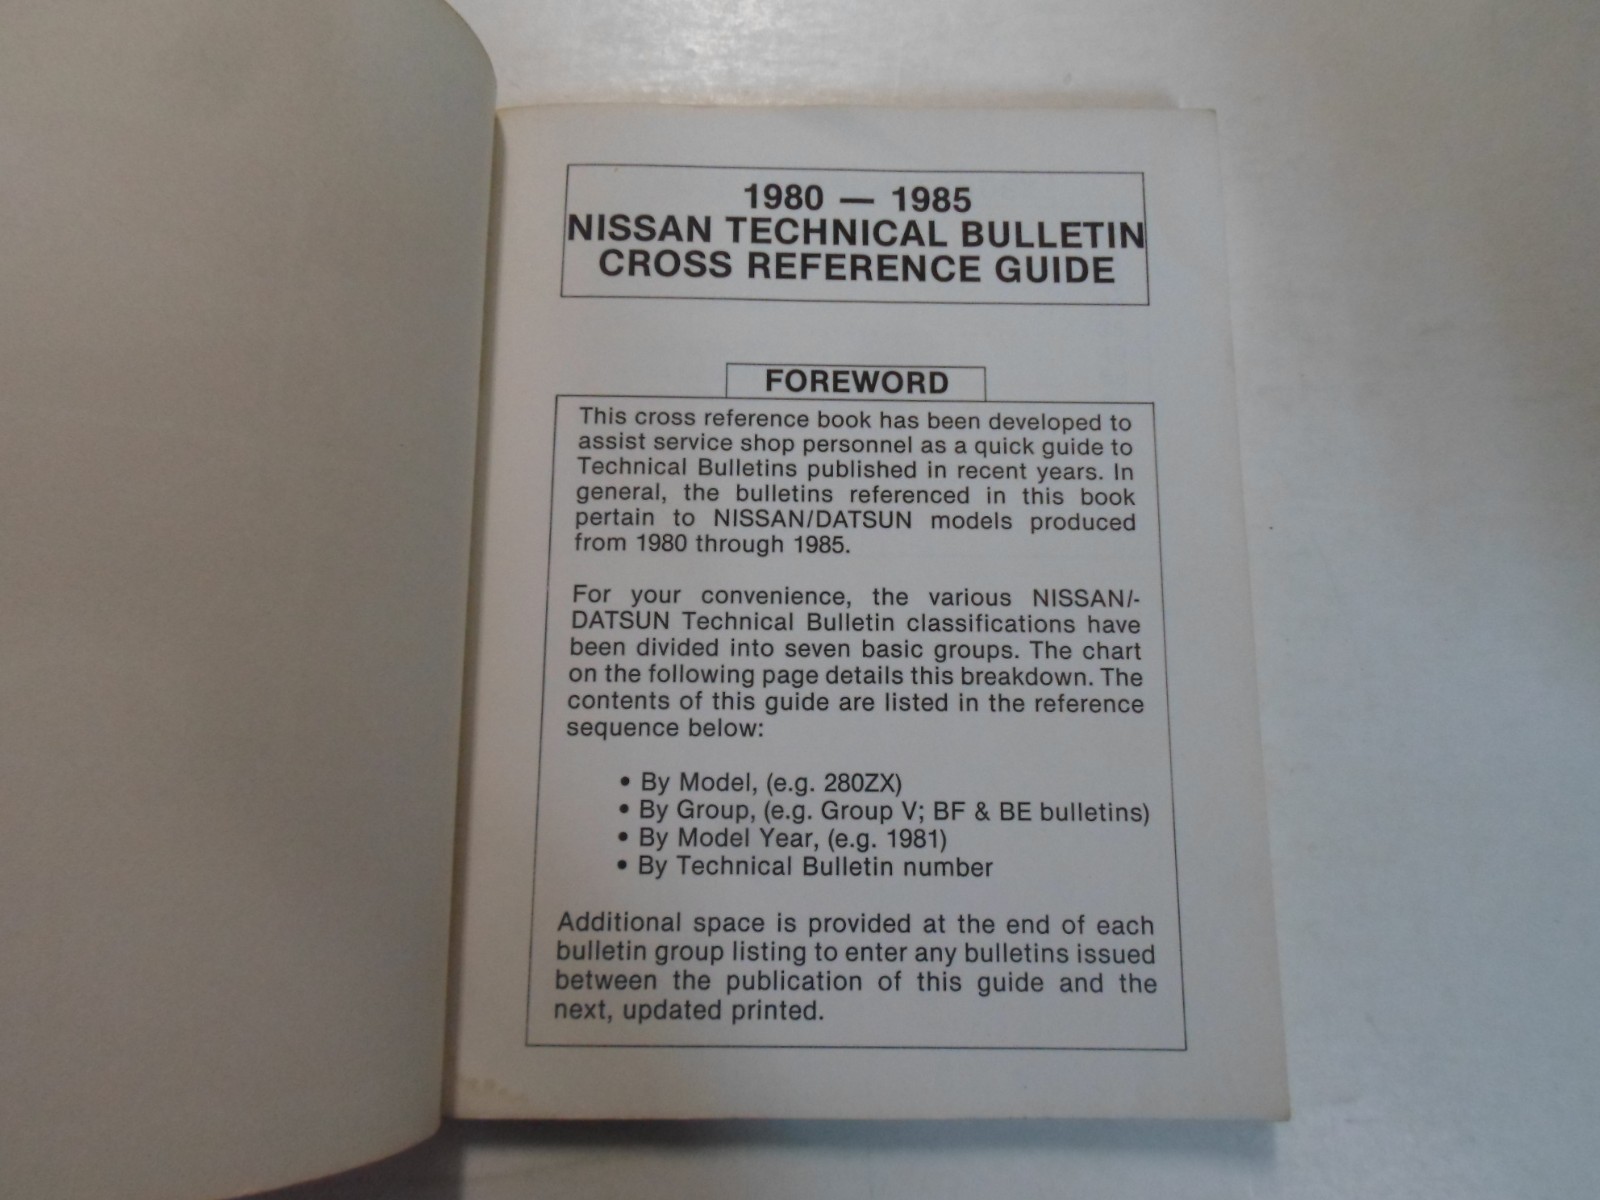 1980 — 1985
NISSAN TECHNICAL BULLETIN
CROSS REFERENCE GUIDE
FOREWORD
This cross reference book has been developed to
assist service shop personnel as a quick guide to
Technical Bulletins published in recent years. In
general, the bulletins referenced in this book
pertain to NISSAN/DATSUN models produced
from 1980 through 1985.
For your convenience, the various NISSAN/-
DATSUN Technical Bulletin classifications have
been divided into seven basic groups. The chart
on the following page details this breakdown. The
contents of this guide are listed in the reference
sequence below:
• By Model, (e.g. 280ZX)
• By Group, (e.g. Group V; BF & BE bulletins)
• By Model Year, (e.g. 1981)
• By Technical Bulletin number
Additional space is provided at the end of each
bulletin group listing to enter any bulletins issued
between the publication of this guide and the
next, updated printed.